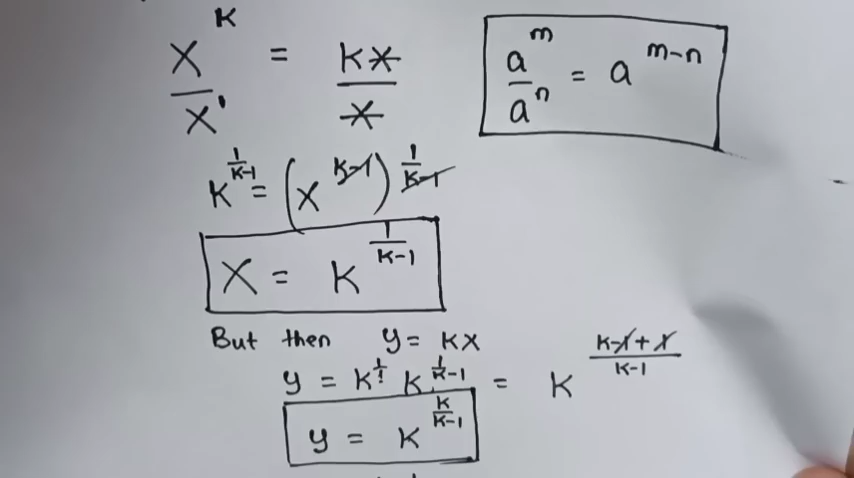 x^k / x^1 = kx / x
a^m / a^n = a^(m-n)
k^(1/(k-1)) = (x^(k-1))^(1/(k-1))
x = k^(1/(k-1))
But then y = kx
y = k^(1/1) k^(1/(k-1)) = k^((k-1+1)/(k-1))
y = k^(k/(k-1))